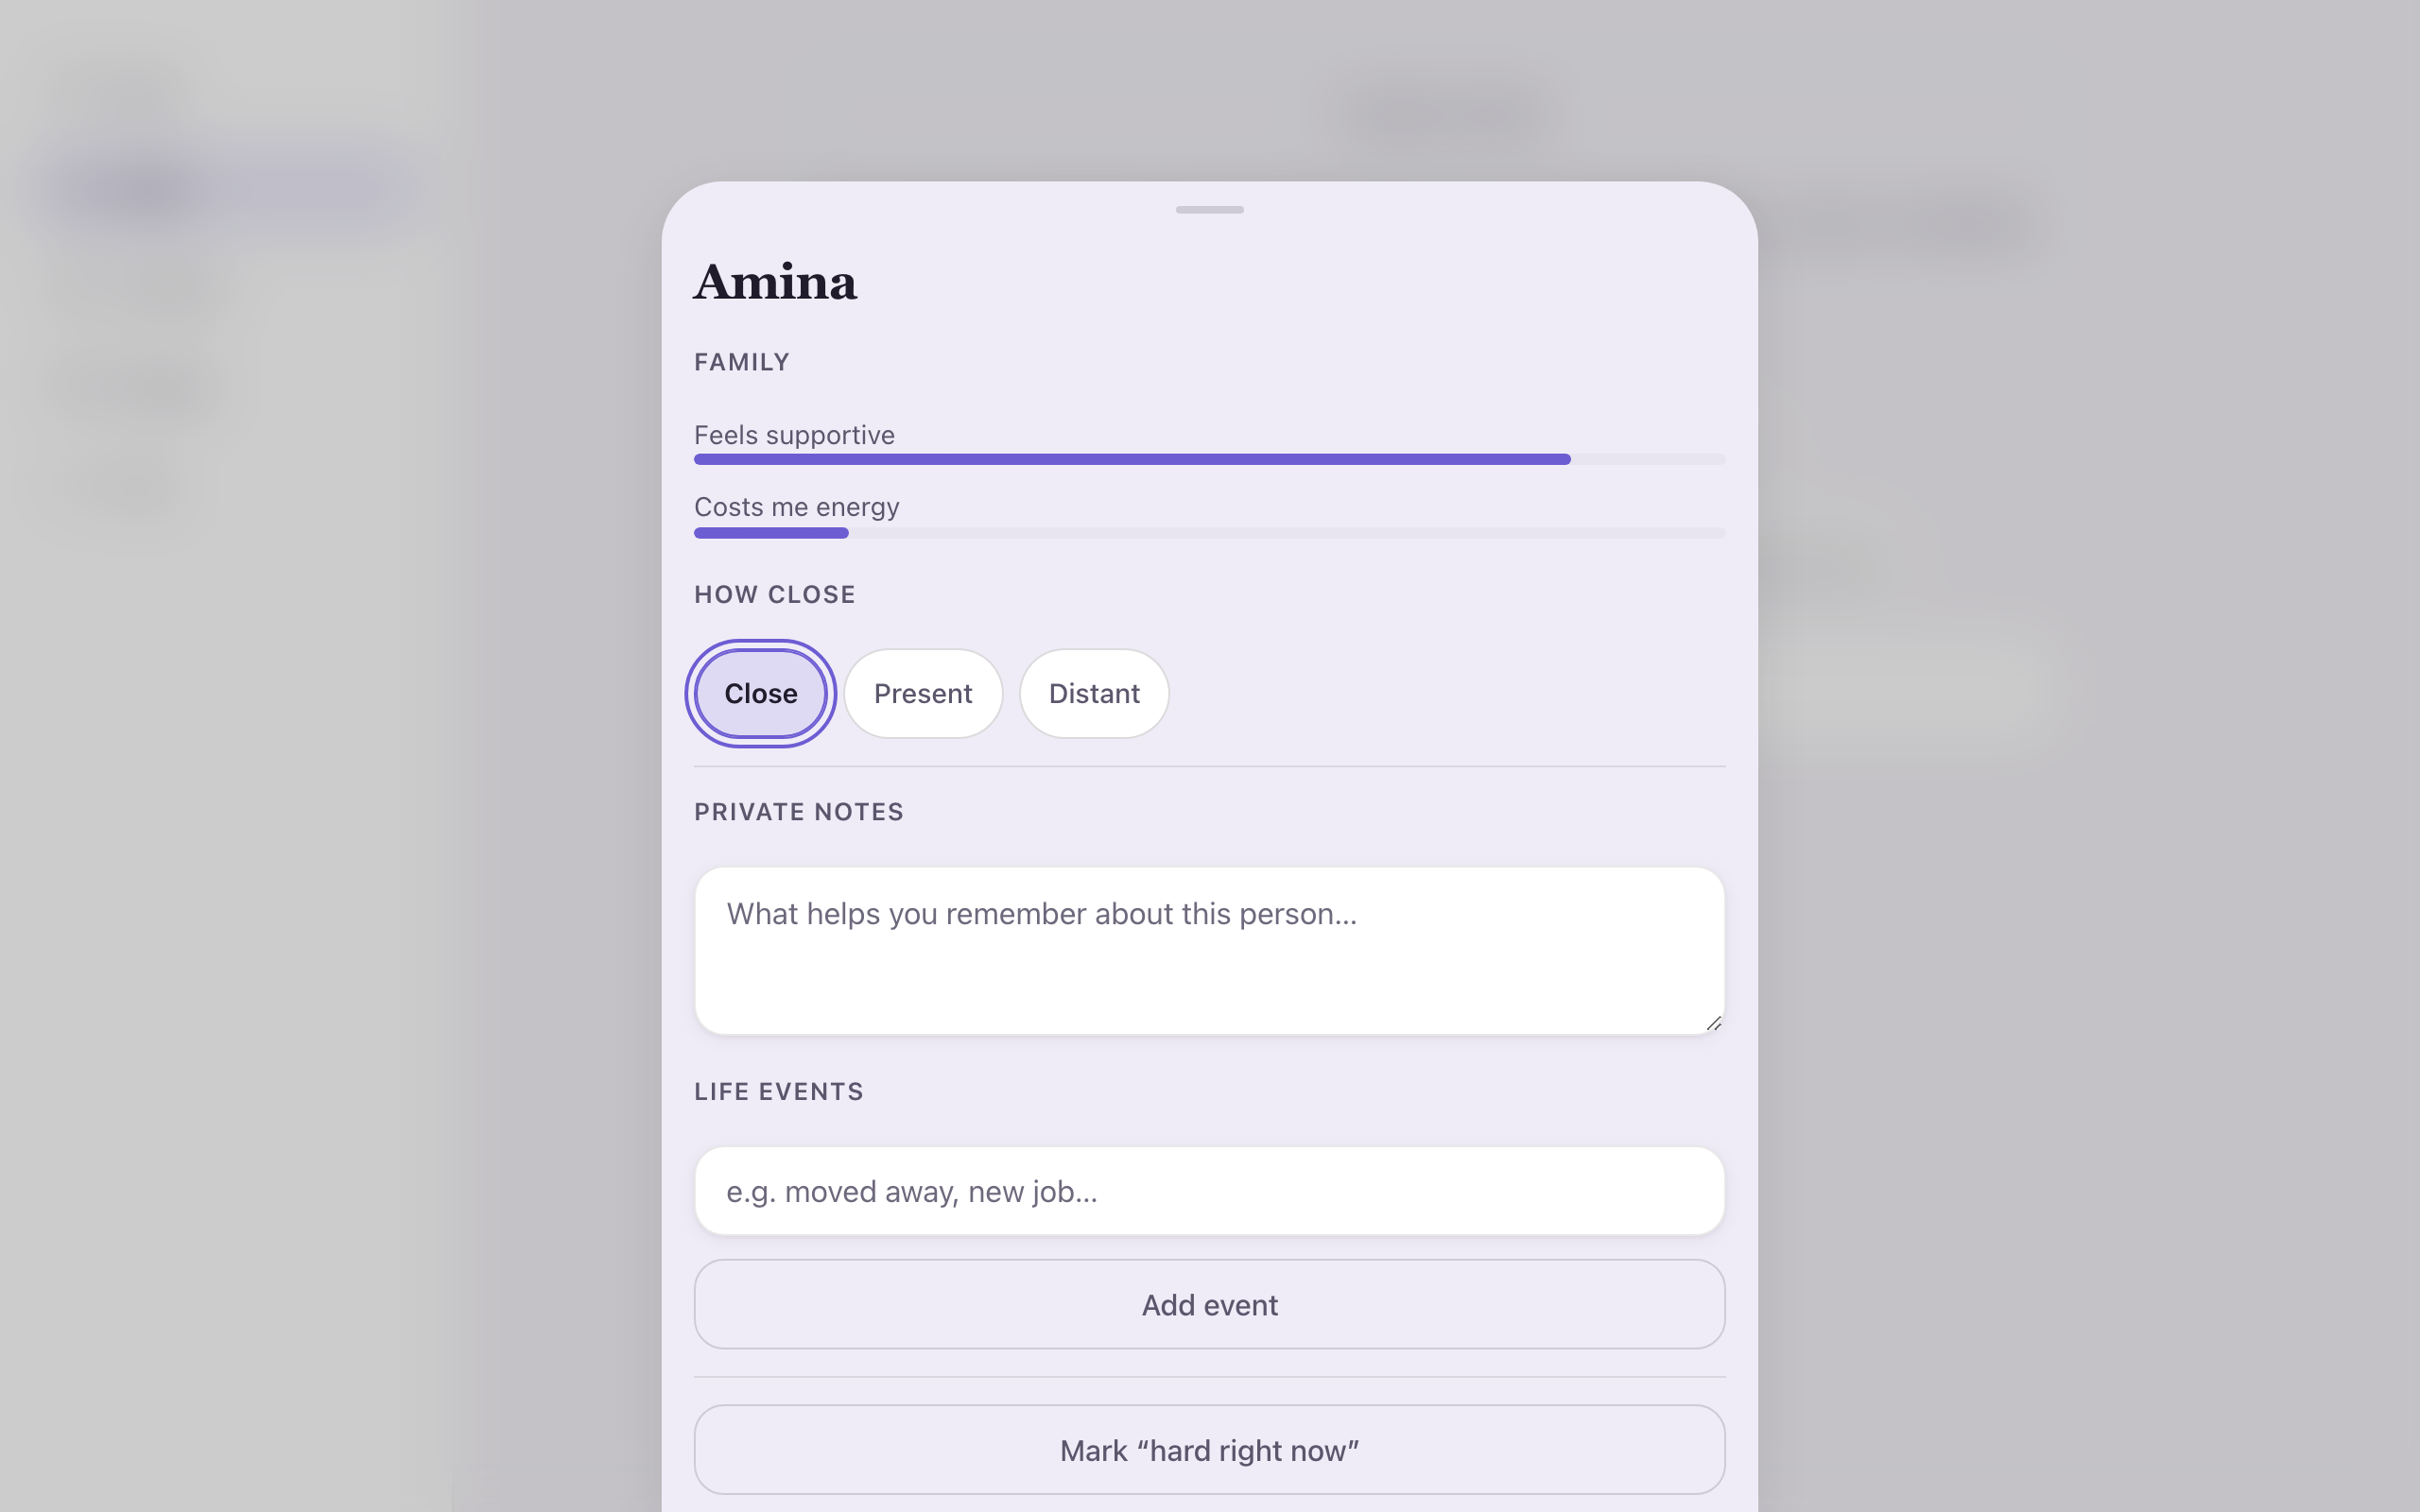 Amina
FAMILY
Feels supportive
Costs me energy
HOW CLOSE
Close
Present
Distant
PRIVATE NOTES
What helps you remember about this person...
LIFE EVENTS
e.g. moved away, new job...
Add event
Mark “hard right now”